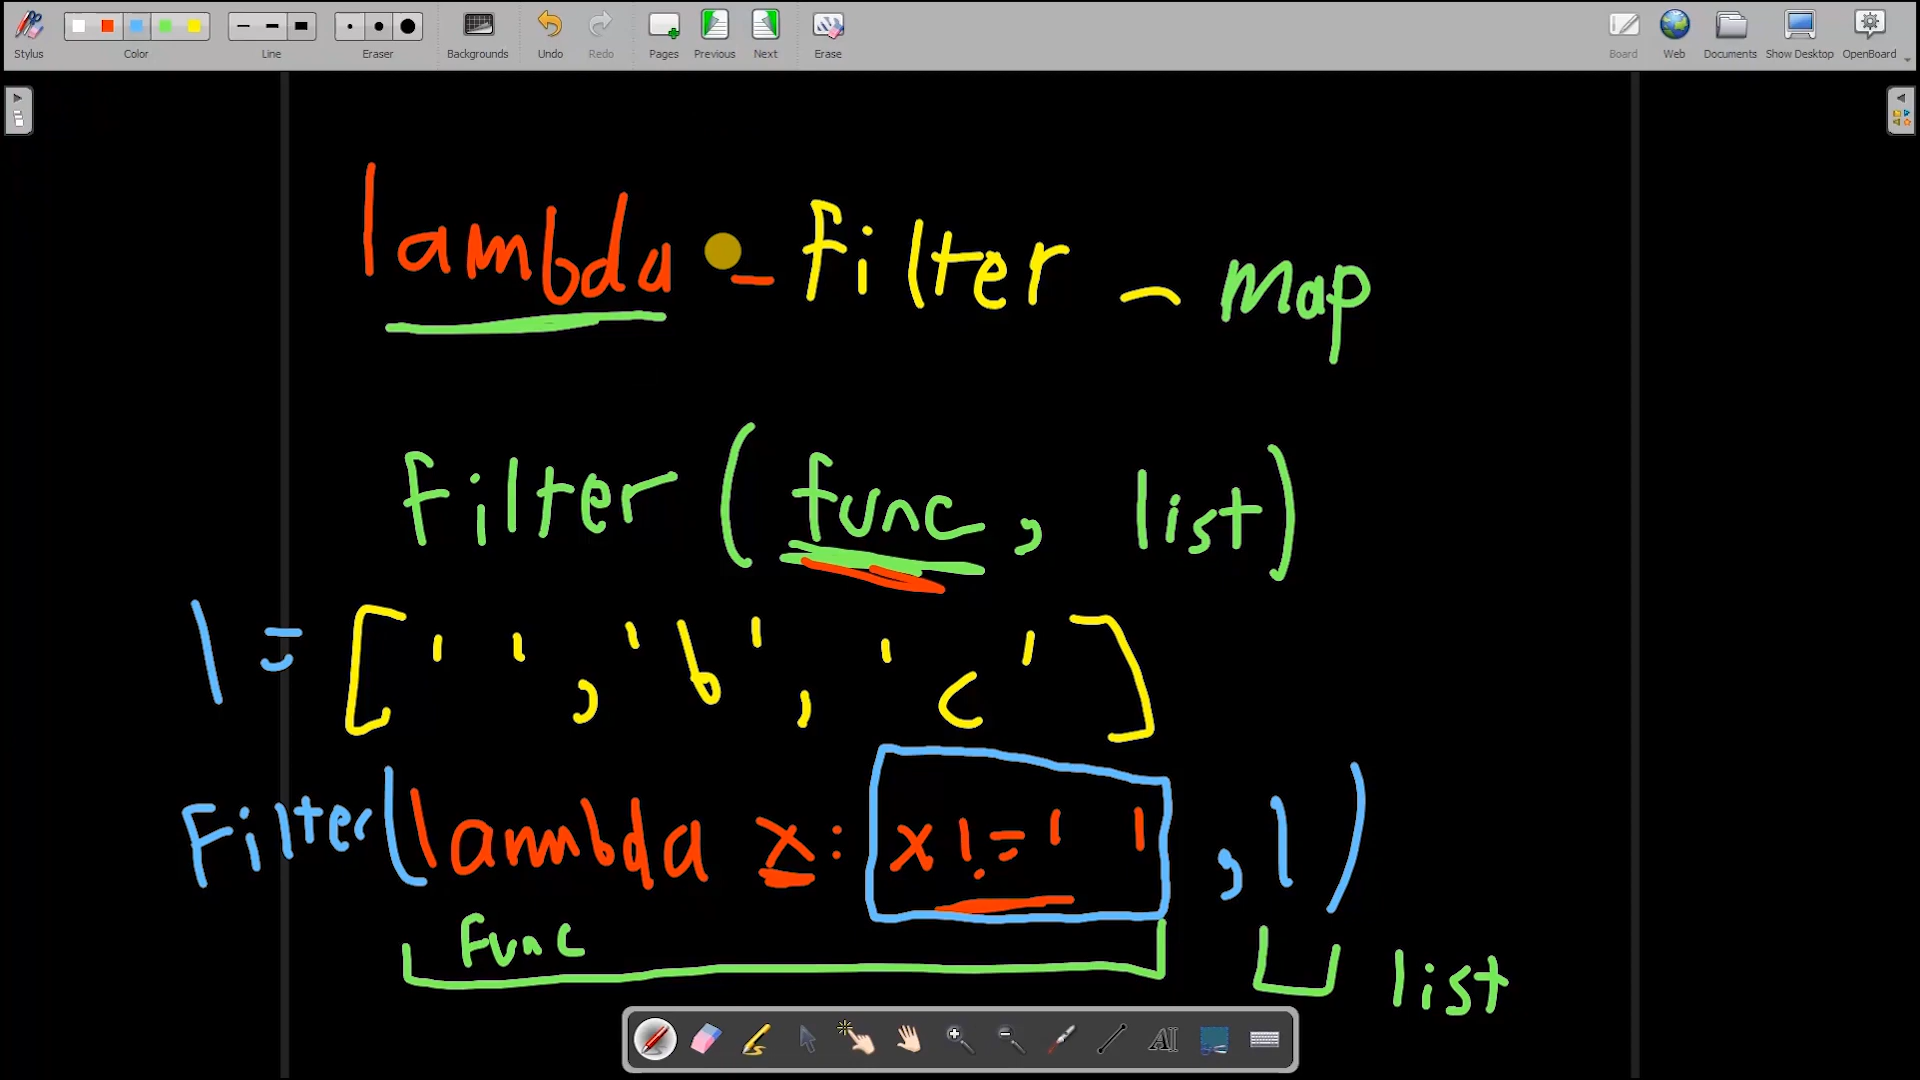 Stylus Color Line Eraser Backgrounds Undo Redo Pages Previous Next Erase Board Web Documents Show Desktop OpenBoard
lambda - filter - map
filter ( func , list )
l = [ ' ' , ' b ' , ' c ' ]
Filter(lambda x: x != ' ' , l )
func
list
AI